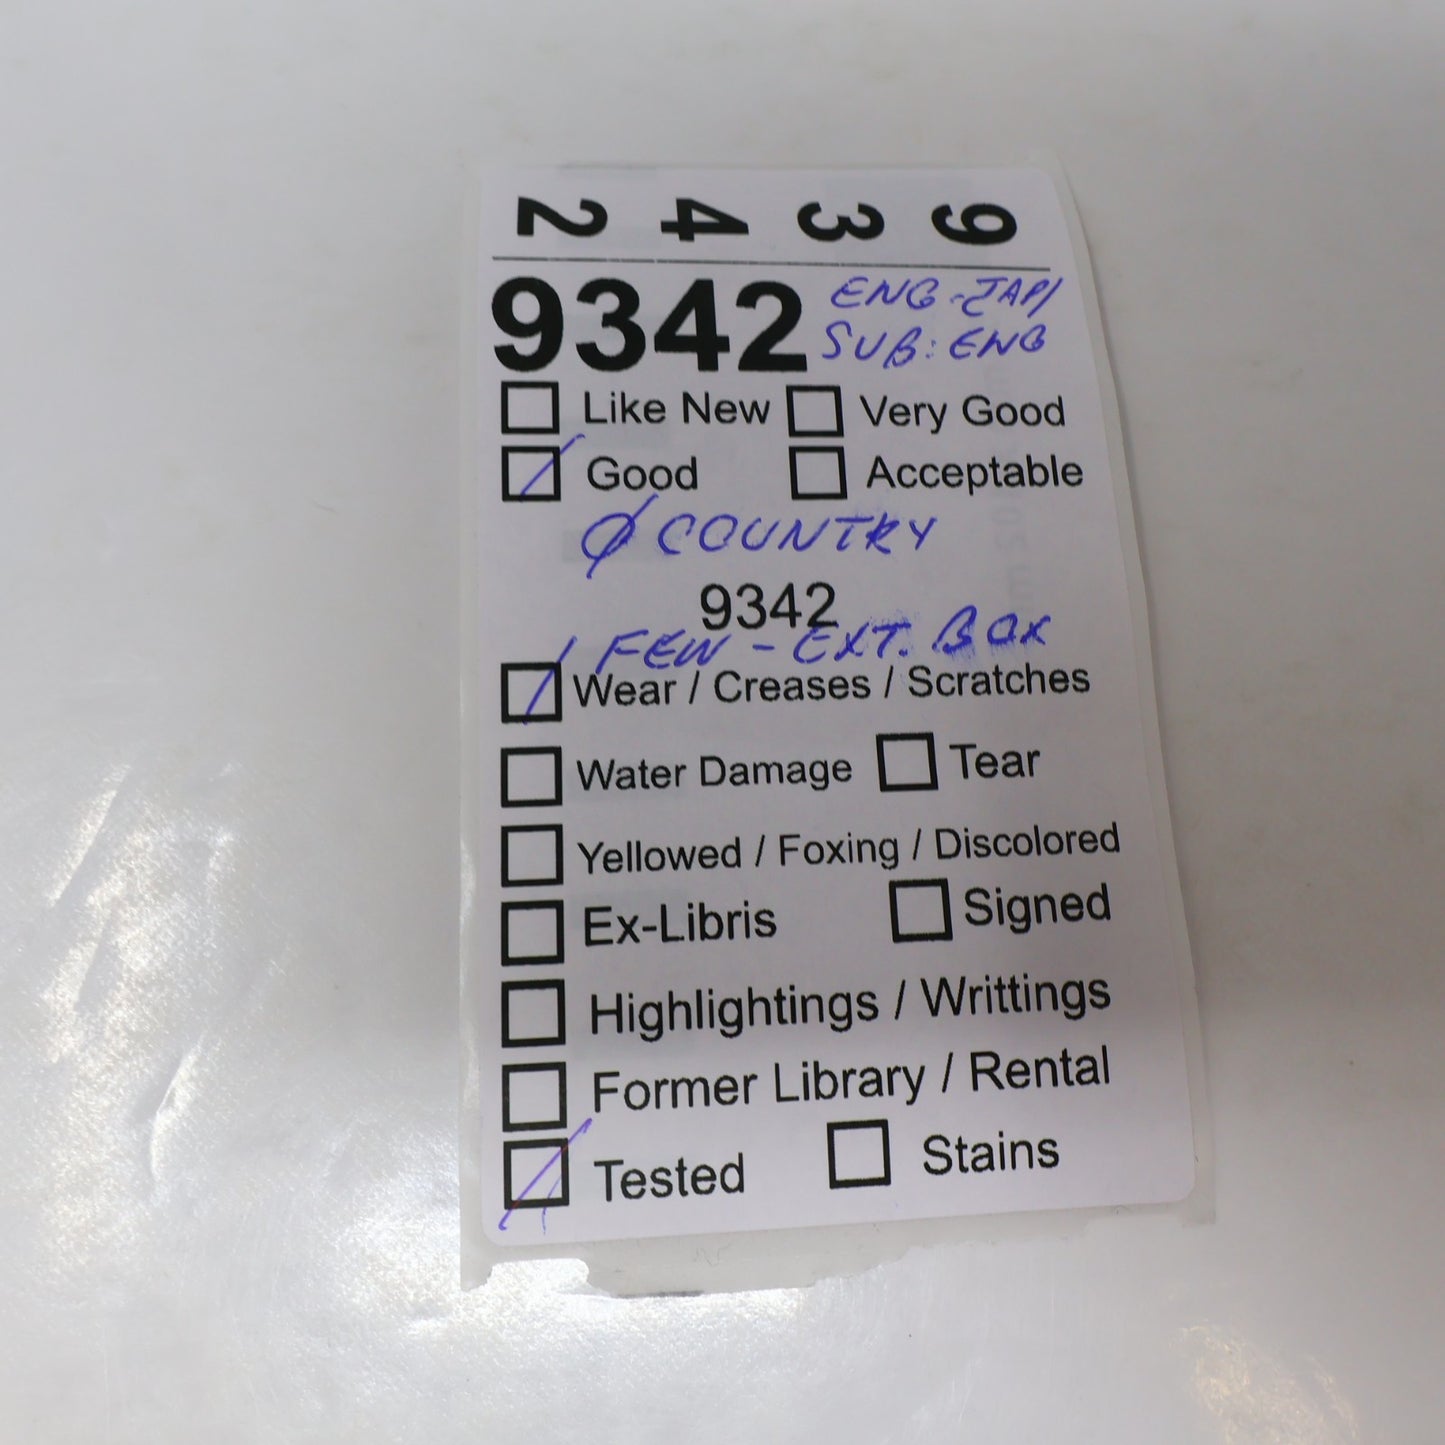 2 4 3 9
9342 ENG-JAP/
SUB: ENG
Like New Very Good
Good Acceptable
Ø COUNTRY
9342
FEW - EXT. BOX
Wear / Creases / Scratches
Water Damage Tear
Yellowed / Foxing / Discolored
Ex-Libris Signed
Highlightings / Writtings
Former Library / Rental
Tested Stains